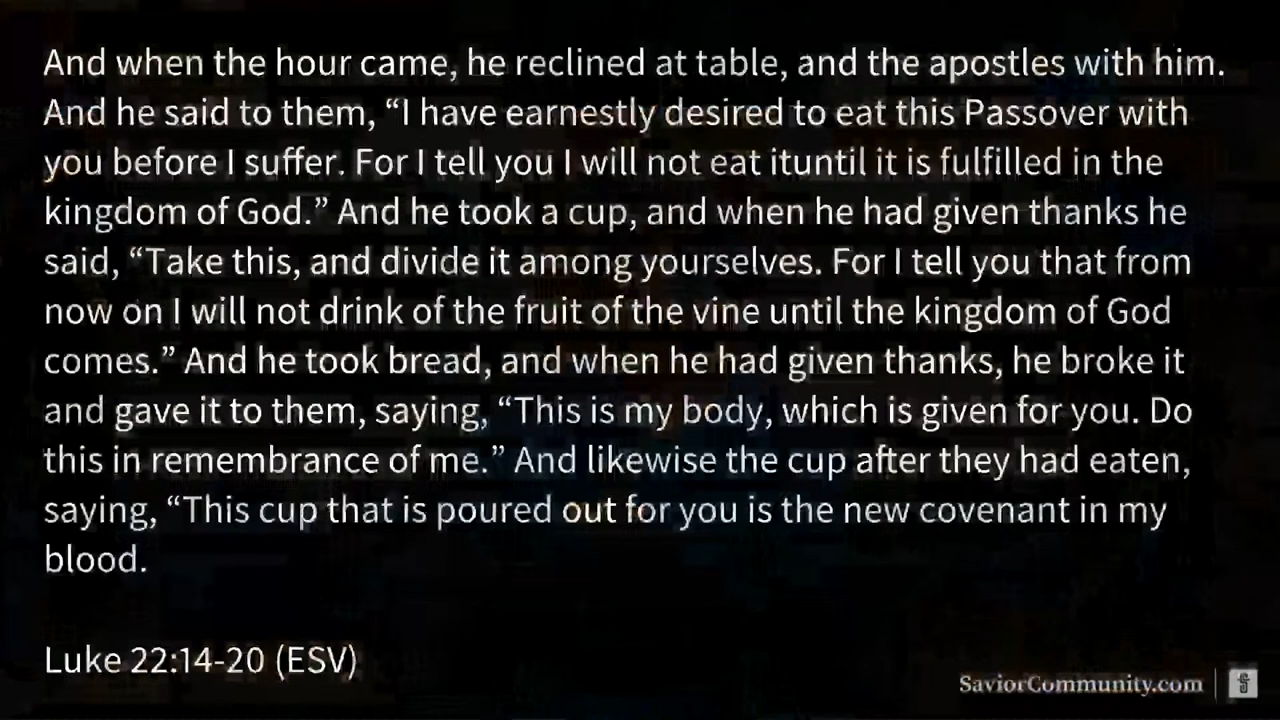 And when the hour came, he reclined at table, and the apostles with him.
And he said to them, “I have earnestly desired to eat this Passover with
you before I suffer. For I tell you I will not eat ituntil it is fulfilled in the
kingdom of God.” And he took a cup, and when he had given thanks he
said, “Take this, and divide it among yourselves. For I tell you that from
now on I will not drink of the fruit of the vine until the kingdom of God
comes.” And he took bread, and when he had given thanks, he broke it
and gave it to them, saying, “This is my body, which is given for you. Do
this in remembrance of me.” And likewise the cup after they had eaten,
saying, “This cup that is poured out for you is the new covenant in my
blood.
Luke 22:14-20 (ESV)
SaviorCommunity.com